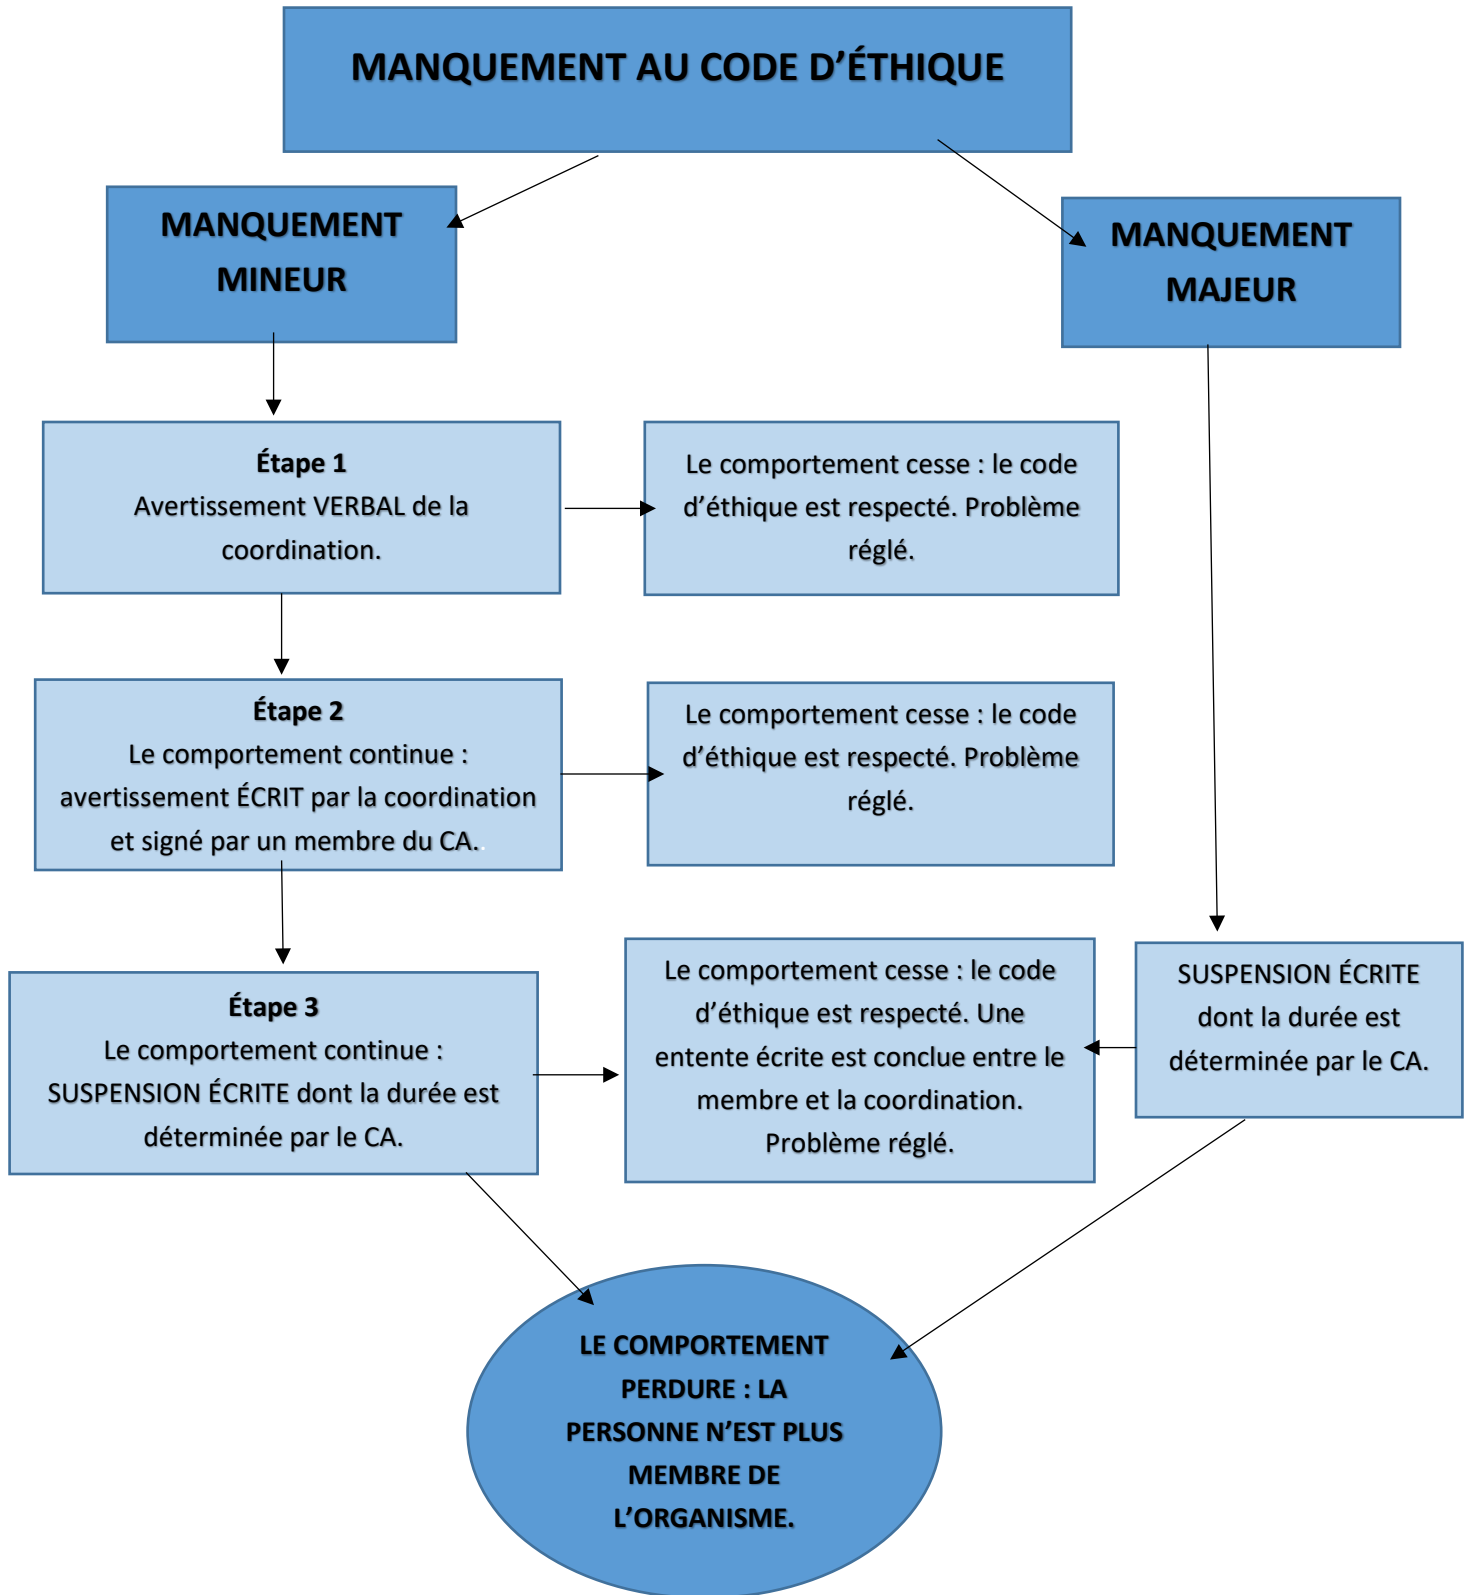 MANQUEMENT AU CODE D’ÉTHIQUE
MANQUEMENT
MINEUR
MANQUEMENT
MAJEUR
Étape 1
Avertissement VERBAL de la
coordination.
Le comportement cesse : le code
d’éthique est respecté. Problème
réglé.
Étape 2
Le comportement continue :
avertissement ÉCRIT par la coordination
et signé par un membre du CA.
Le comportement cesse : le code
d’éthique est respecté. Problème
réglé.
Étape 3
Le comportement continue :
SUSPENSION ÉCRITE dont la durée est
déterminée par le CA.
Le comportement cesse : le code
d’éthique est respecté. Une
entente écrite est conclue entre le
membre et la coordination.
Problème réglé.
SUSPENSION ÉCRITE
dont la durée est
déterminée par le CA.
LE COMPORTEMENT
PERDURE : LA
PERSONNE N’EST PLUS
MEMBRE DE
L’ORGANISME.